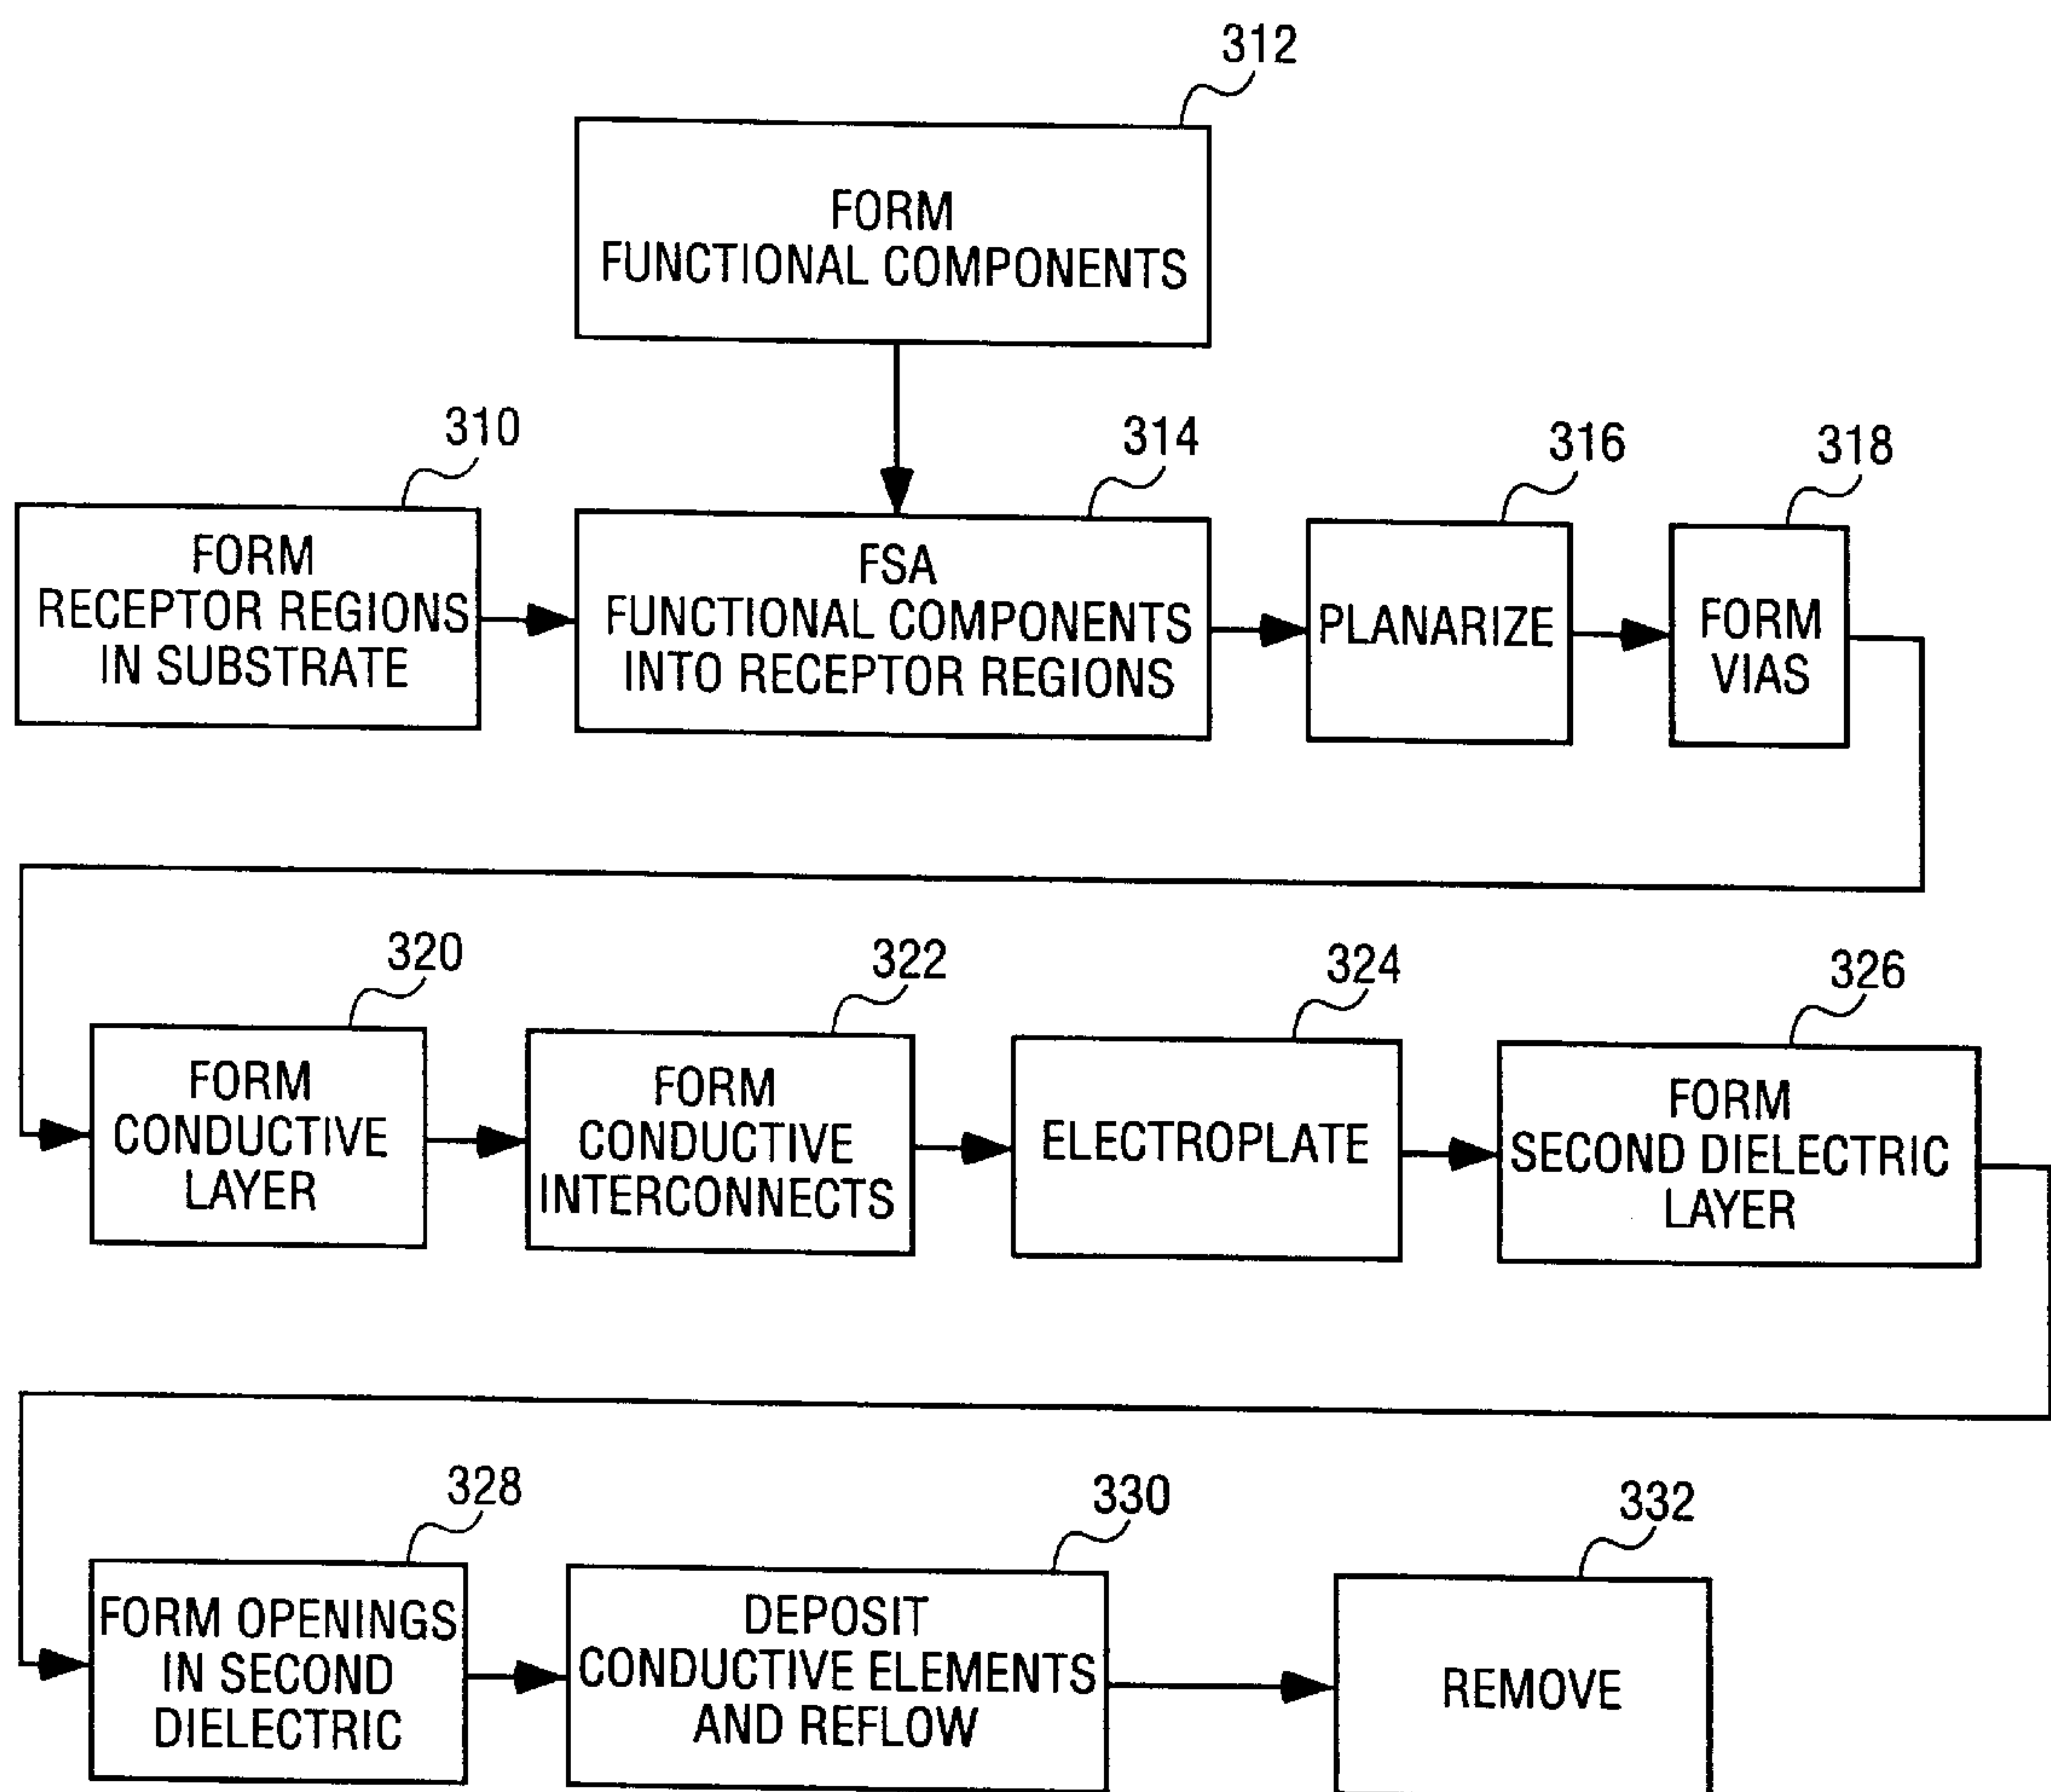 312
FORM
FUNCTIONAL COMPONENTS
310
FORM
RECEPTOR REGIONS
IN SUBSTRATE
314
FSA
FUNCTIONAL COMPONENTS
INTO RECEPTOR REGIONS
316
PLANARIZE
318
FORM
VIAS
320
FORM
CONDUCTIVE
LAYER
322
FORM
CONDUCTIVE
INTERCONNECTS
324
ELECTROPLATE
326
FORM
SECOND DIELECTRIC
LAYER
328
FORM OPENINGS
IN SECOND
DIELECTRIC
330
DEPOSIT
CONDUCTIVE ELEMENTS
AND REFLOW
332
REMOVE